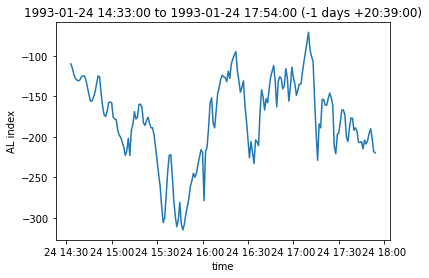 1993-01-24 14:33:00 to 1993-01-24 17:54:00 (-1 days +20:39:00)
−100
−150
−200
−250
−300
AL index
24 14:30 24 15:00 24 15:30 24 16:00 24 16:30 24 17:00 24 17:30 24 18:00
time